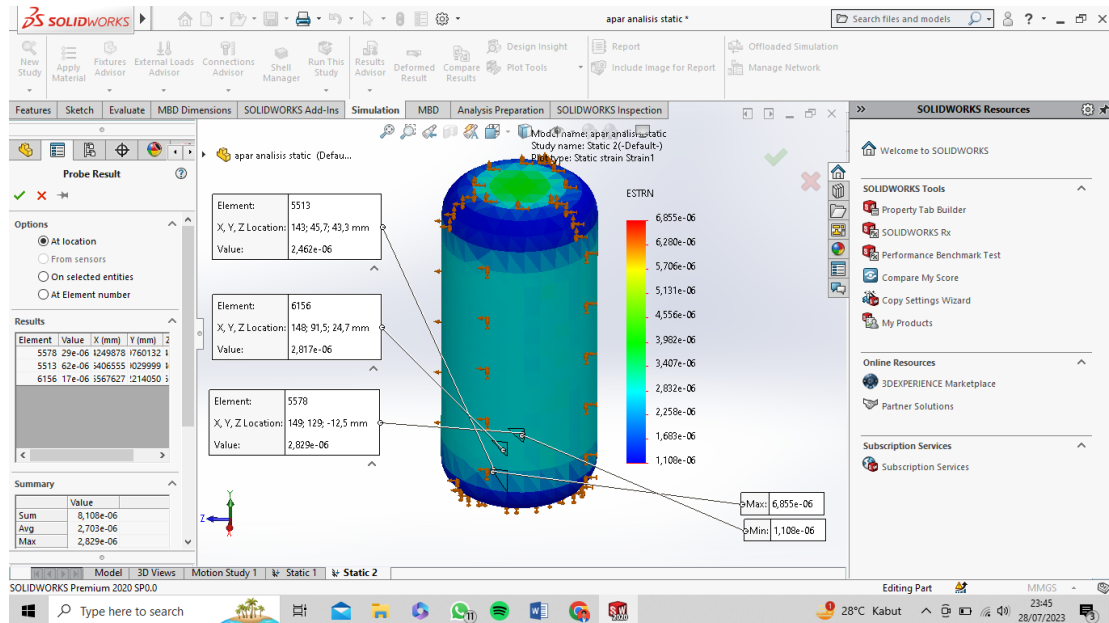 SOLIDWORKS
apar analisis static *
Search files and models
New Study
Apply Material
Fixtures Advisor
External Loads Advisor
Connections Advisor
Shell Manager
Run This Study
Results Advisor
Deformed Result
Compare Results
Design Insight
Plot Tools
Report
Include Image for Report
Offloaded Simulation
Manage Network
Features
Sketch
Evaluate
MBD Dimensions
SOLIDWORKS Add-Ins
Simulation
MBD
Analysis Preparation
SOLIDWORKS Inspection
Probe Result
Options
At location
From sensors
On selected entities
At Element number
Results
Element Value X (mm) Y (mm) Z
5578 29e-06
5513 62e-06
6156 17e-06
Summary
Value
Sum 8,108e-06
Avg 2,703e-06
Max 2,829e-06
apar analisis static (Defau...
Model name: apar analisis static
Study name: Static 2(-Default-)
Plot type: Static strain Strain1
Element: 5513
X, Y, Z Location: 143; 45,7; 43,3 mm
Value: 2,462e-06
Element: 6156
X, Y, Z Location: 148; 91,5; 24,7 mm
Value: 2,817e-06
Element: 5578
X, Y, Z Location: 149; 129; -12,5 mm
Value: 2,829e-06
ESTRN
6,855e-06
6,280e-06
5,706e-06
5,131e-06
4,556e-06
3,982e-06
3,407e-06
2,832e-06
2,258e-06
1,683e-06
1,108e-06
Max: 6,855e-06
Min: 1,108e-06
Y
Z
X
SOLIDWORKS Resources
Welcome to SOLIDWORKS
SOLIDWORKS Tools
Property Tab Builder
SOLIDWORKS Rx
Performance Benchmark Test
Compare My Score
Copy Settings Wizard
My Products
Online Resources
3DEXPERIENCE Marketplace
Partner Solutions
Subscription Services
Subscription Services
Model
3D Views
Motion Study 1
Static 1
Static 2
SOLIDWORKS Premium 2020 SP0.0
Editing Part
MMGS
Type here to search
28°C Kabut
23:45
28/07/2023